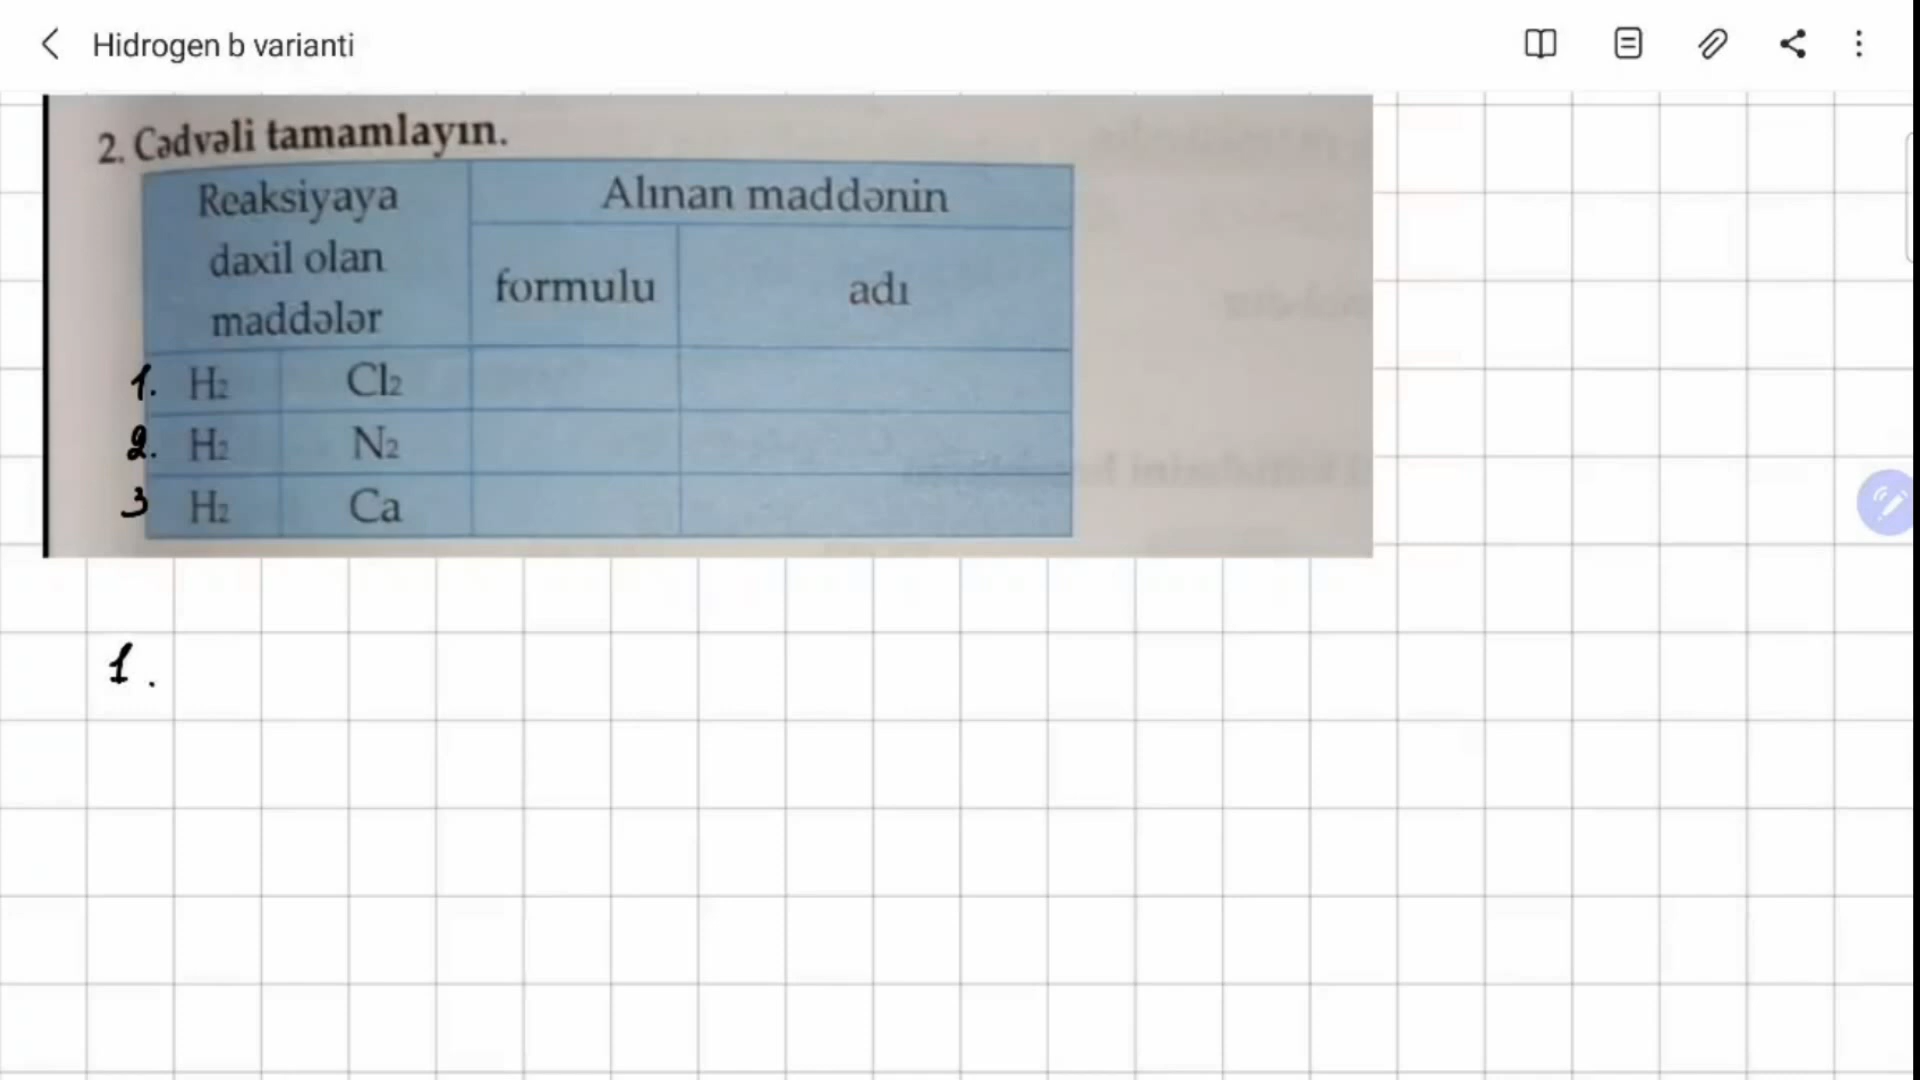 Hidrogen b varianti
2. Cədvəli tamamlayın.
Reaksiyaya
daxil olan
maddələr
Alınan maddənin
formulu
adı
1. H₂ Cl₂
2. H₂ N₂
3 H₂ Ca
1.